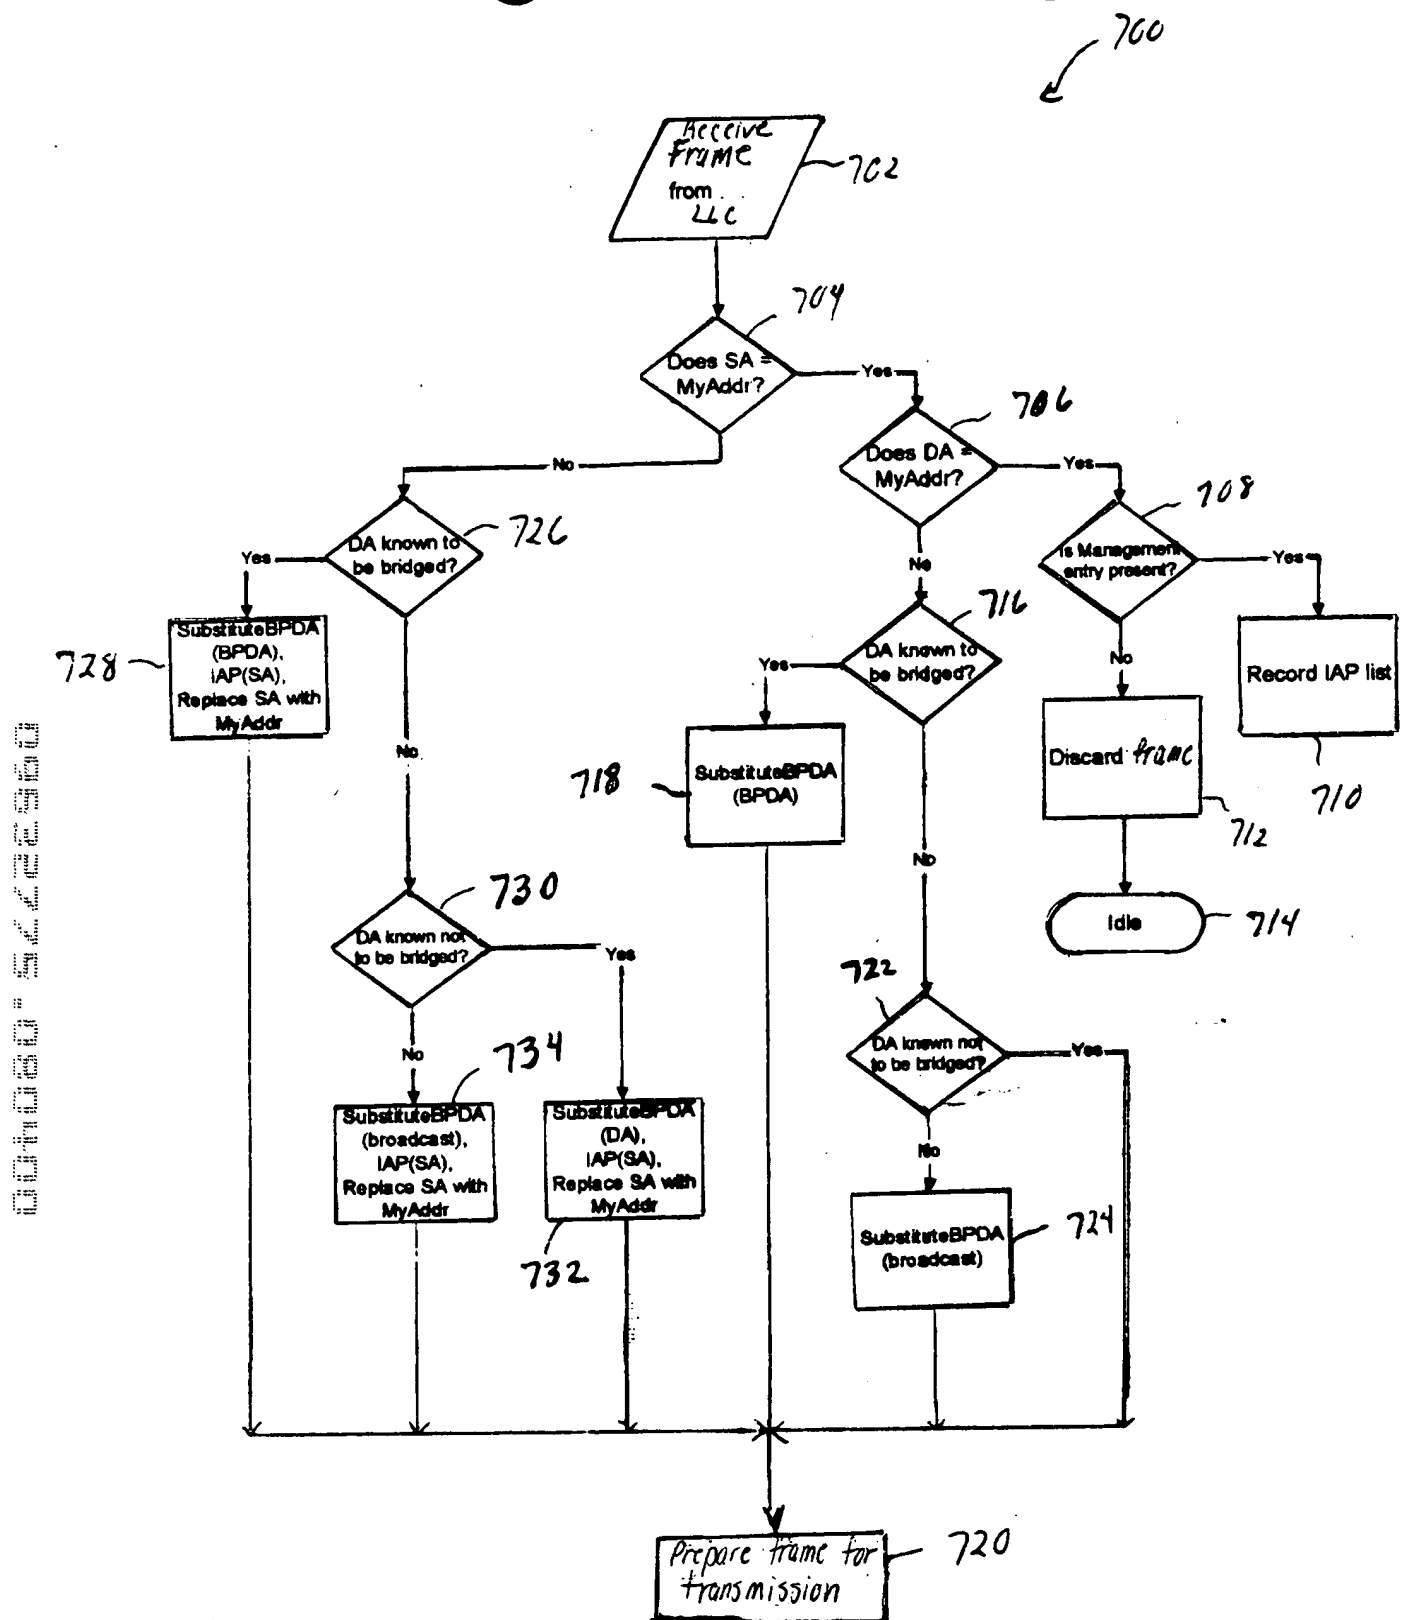 700
Receive
Frame
from
LLC
702
704
Does SA =
MyAddr?
Yes
706
Does DA =
MyAddr?
Yes
708
Is Management
entry present?
Yes
Record IAP list
710
No
Discard frame
712
Idle
714
No
716
DA known to
be bridged?
Yes
SubstituteBPDA
(BPDA)
718
No
722
DA known not
to be bridged?
Yes
No
SubstituteBPDA
(broadcast)
724
No
726
DA known to
be bridged?
Yes
SubstituteBPDA
(BPDA),
IAP(SA),
Replace SA with
MyAddr
728
No
730
DA known not
to be bridged?
Yes
No
734
SubstituteBPDA
(broadcast),
IAP(SA),
Replace SA with
MyAddr
SubstituteBPDA
(DA),
IAP(SA),
Replace SA with
MyAddr
732
Prepare frame for
transmission
720